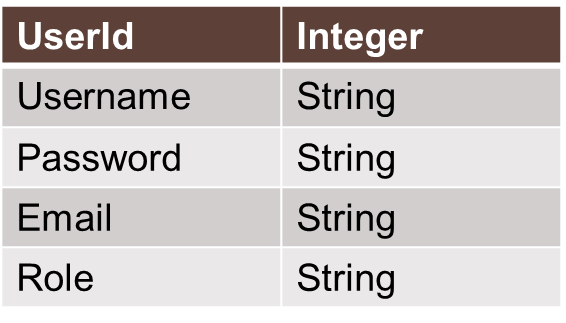 UserId Integer
Username String
Password String
Email String
Role String